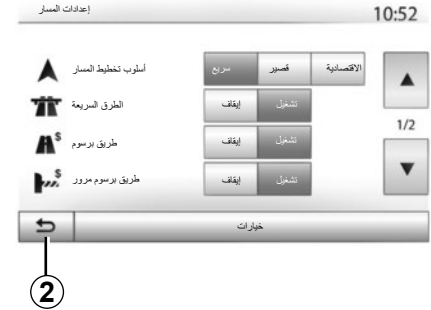 إعدادات المسار 10:52
أسلوب تخطيط المسار سريع قصير الاقتصادية
الطرق السريعة إيقاف تشغيل
1/2
طريق برسوم إيقاف تشغيل
طريق برسوم مرور إيقاف تشغيل
خيارات
2